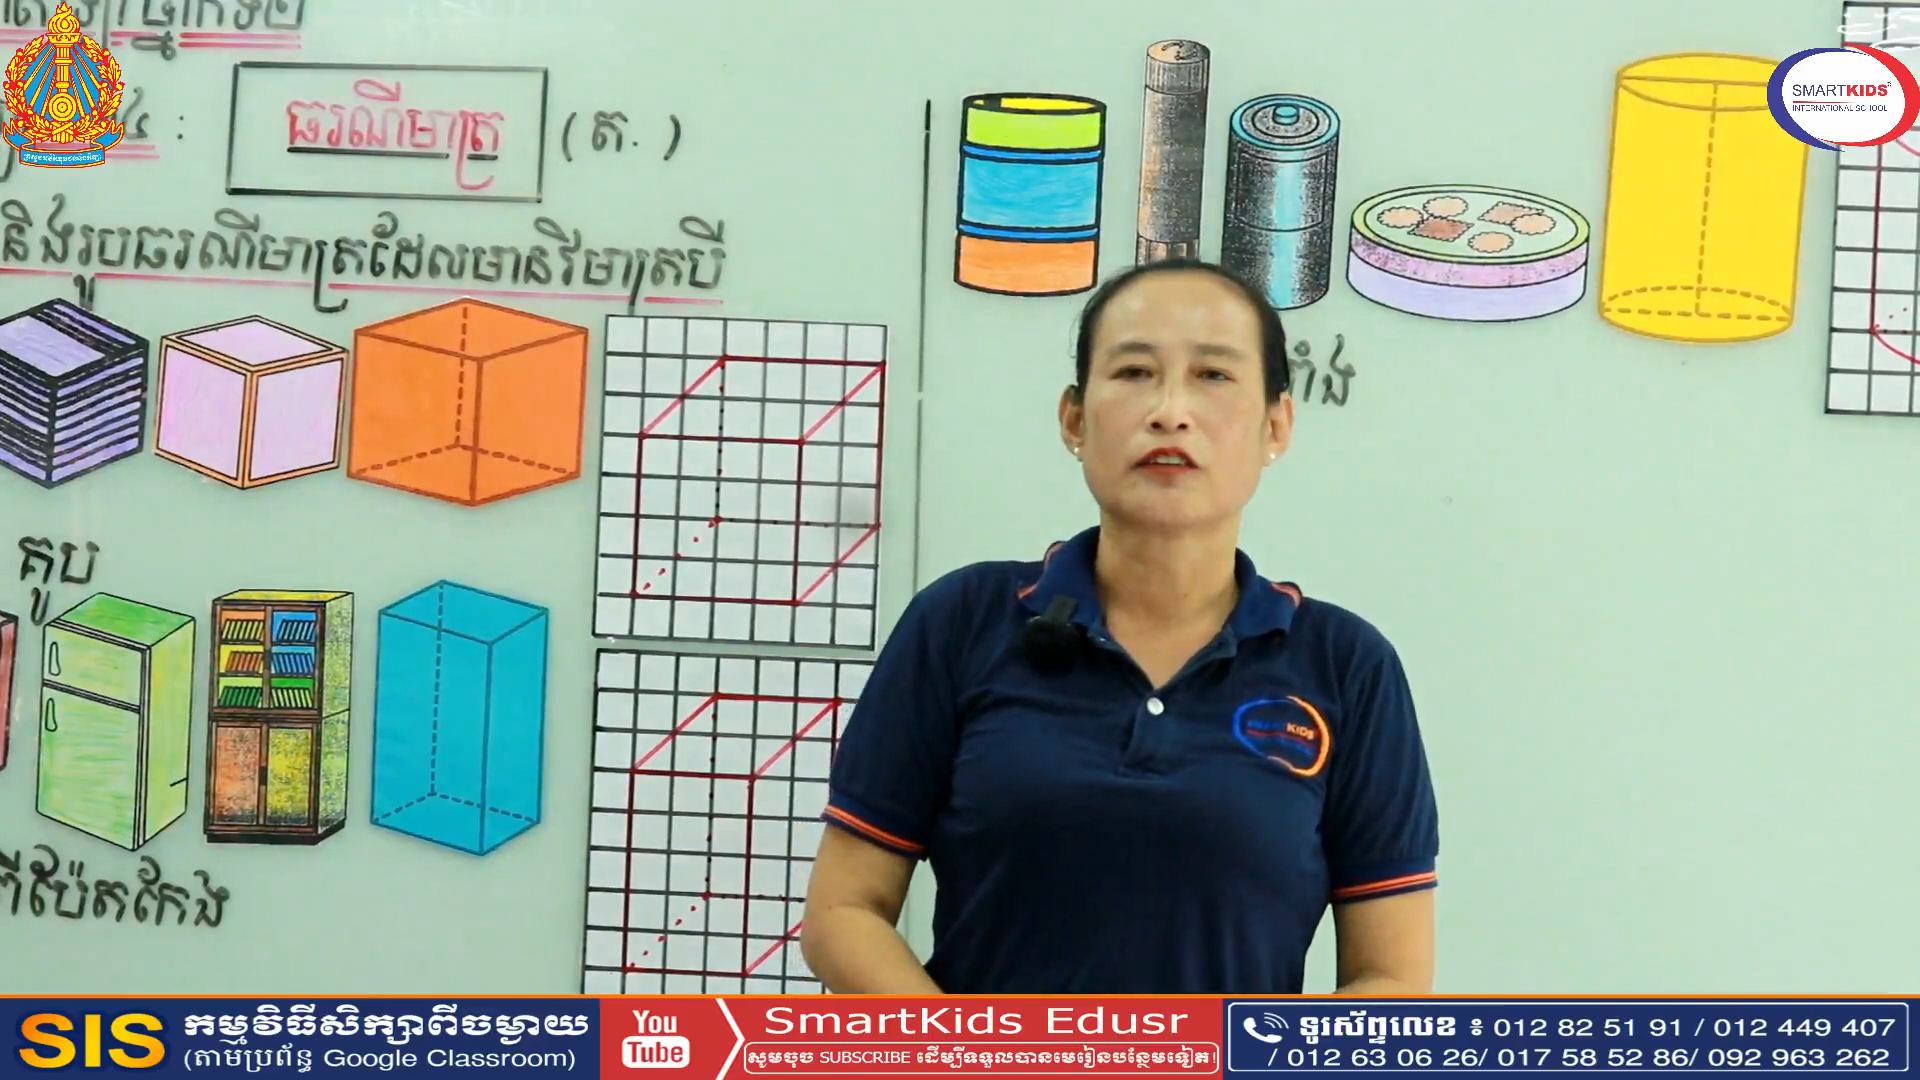 ធរណីមាត្រ (ត. )
និងរូបធរណីមាត្រដែលមានវិមាត្របី
គូប
ប៉ែតកែង
SMARTKIDS
INTERNATIONAL SCHOOL
SIS
កម្មវិធីសិក្សាពីចម្ងាយ
(តាមប្រព័ន្ធ Google Classroom)
You
Tube
SmartKids Edusr
សូមចុច SUBSCRIBE ដើម្បីទទួលបានមេរៀនបន្ថែមទៀត!
ទូរស័ព្ទលេខ ៖ 012 82 51 91 / 012 449 407
/ 012 63 06 26/ 017 58 52 86/ 092 963 262